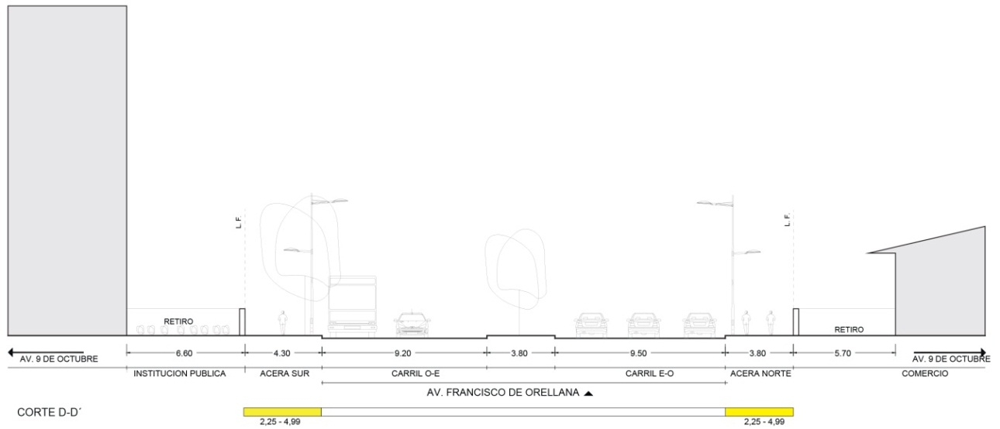 L. F.
L. F.
RETIRO
RETIRO
6.60 4.30 9.20 3.80 9.50 3.80 5.70
AV. 9 DE OCTUBRE
AV. 9 DE OCTUBRE
INSTITUCION PUBLICA ACERA SUR CARRIL O-E CARRIL E-O ACERA NORTE COMERCIO
AV. FRANCISCO DE ORELLANA
CORTE D-D´
2,25 - 4,99
2,25 - 4,99